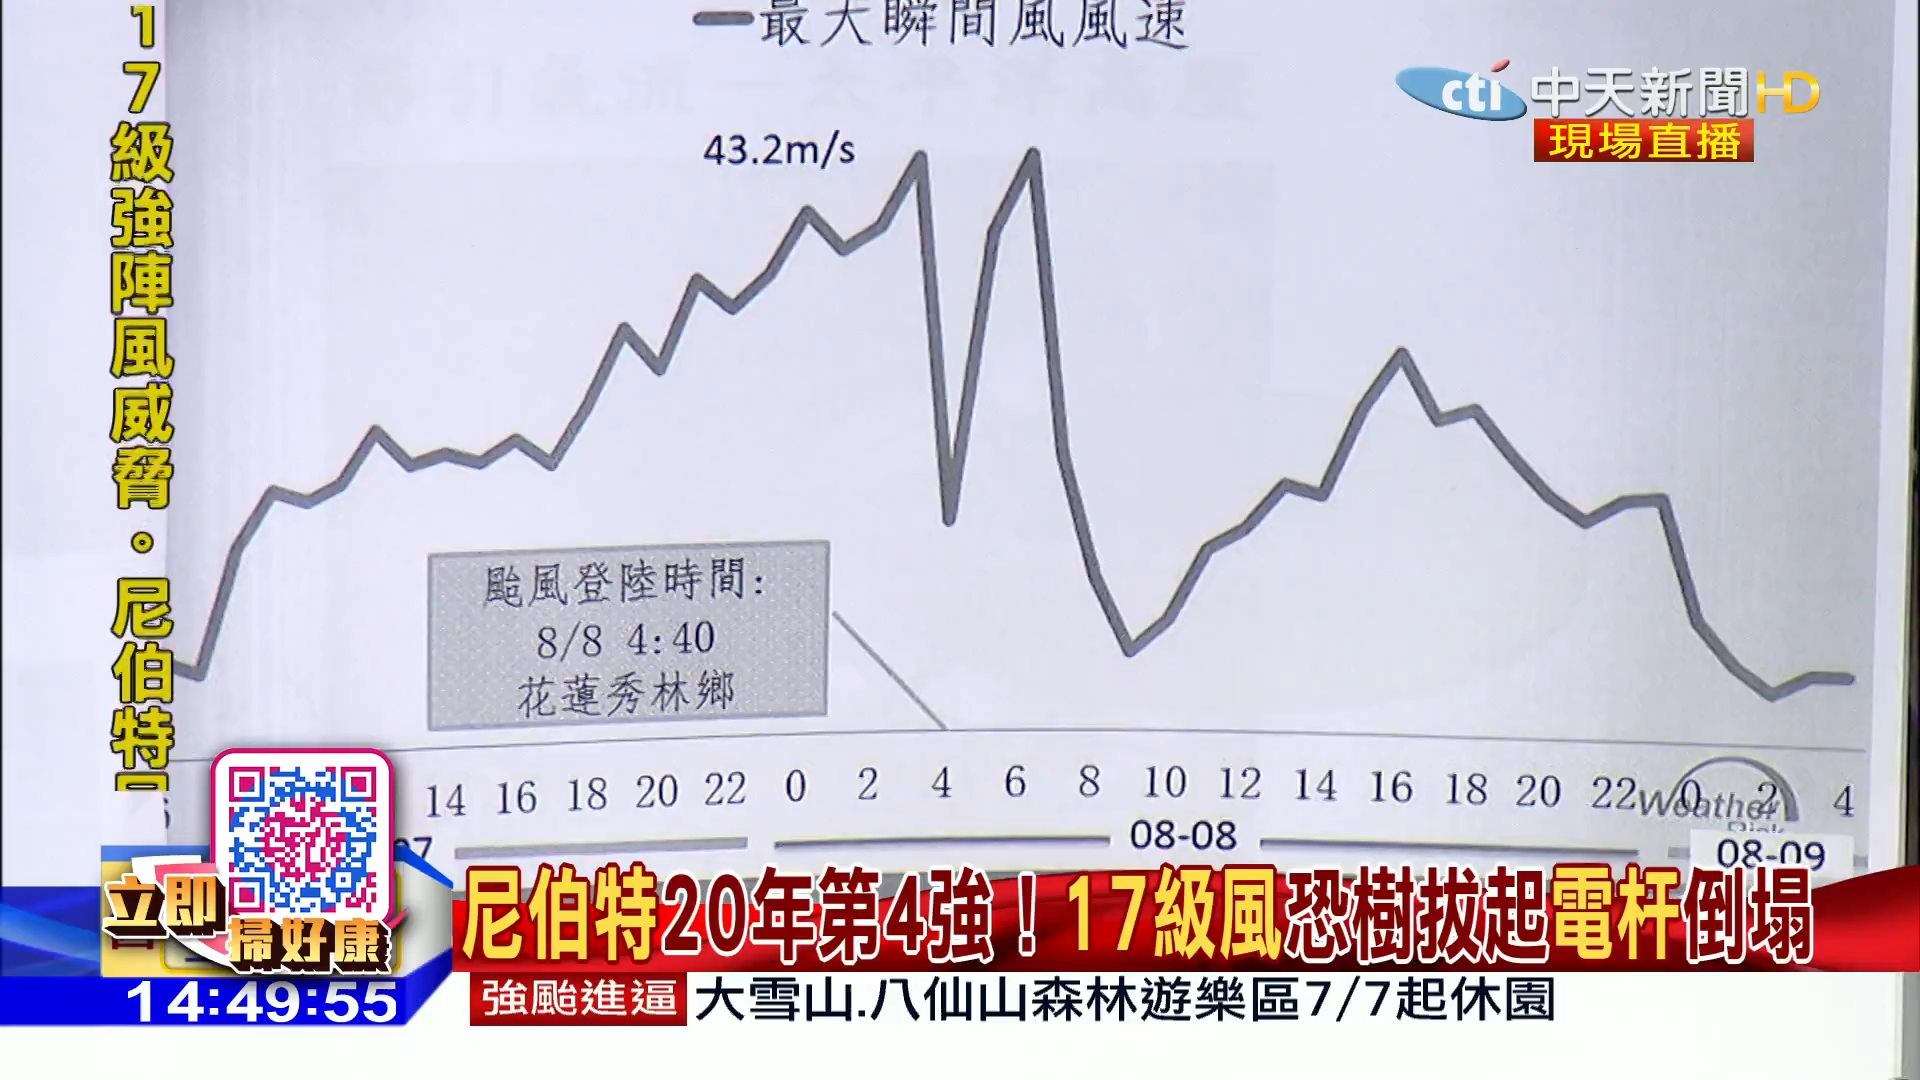 最大瞬間風風速
cti 中天新聞HD
現場直播
17級強陣風威脅。尼伯特
43.2m/s
颱風登陸時間:
8/8 4:40
花蓮秀林鄉
14 16 18 20 22 0 2 4 6 8 10 12 14 16 18 20 22 0 2 4
08-08
08-09
Weather
立即
掃好康
尼伯特20年第4強!17級風恐樹拔起電杆倒塌
14:49:55
強颱進逼
大雪山.八仙山森林遊樂區7/7起休園